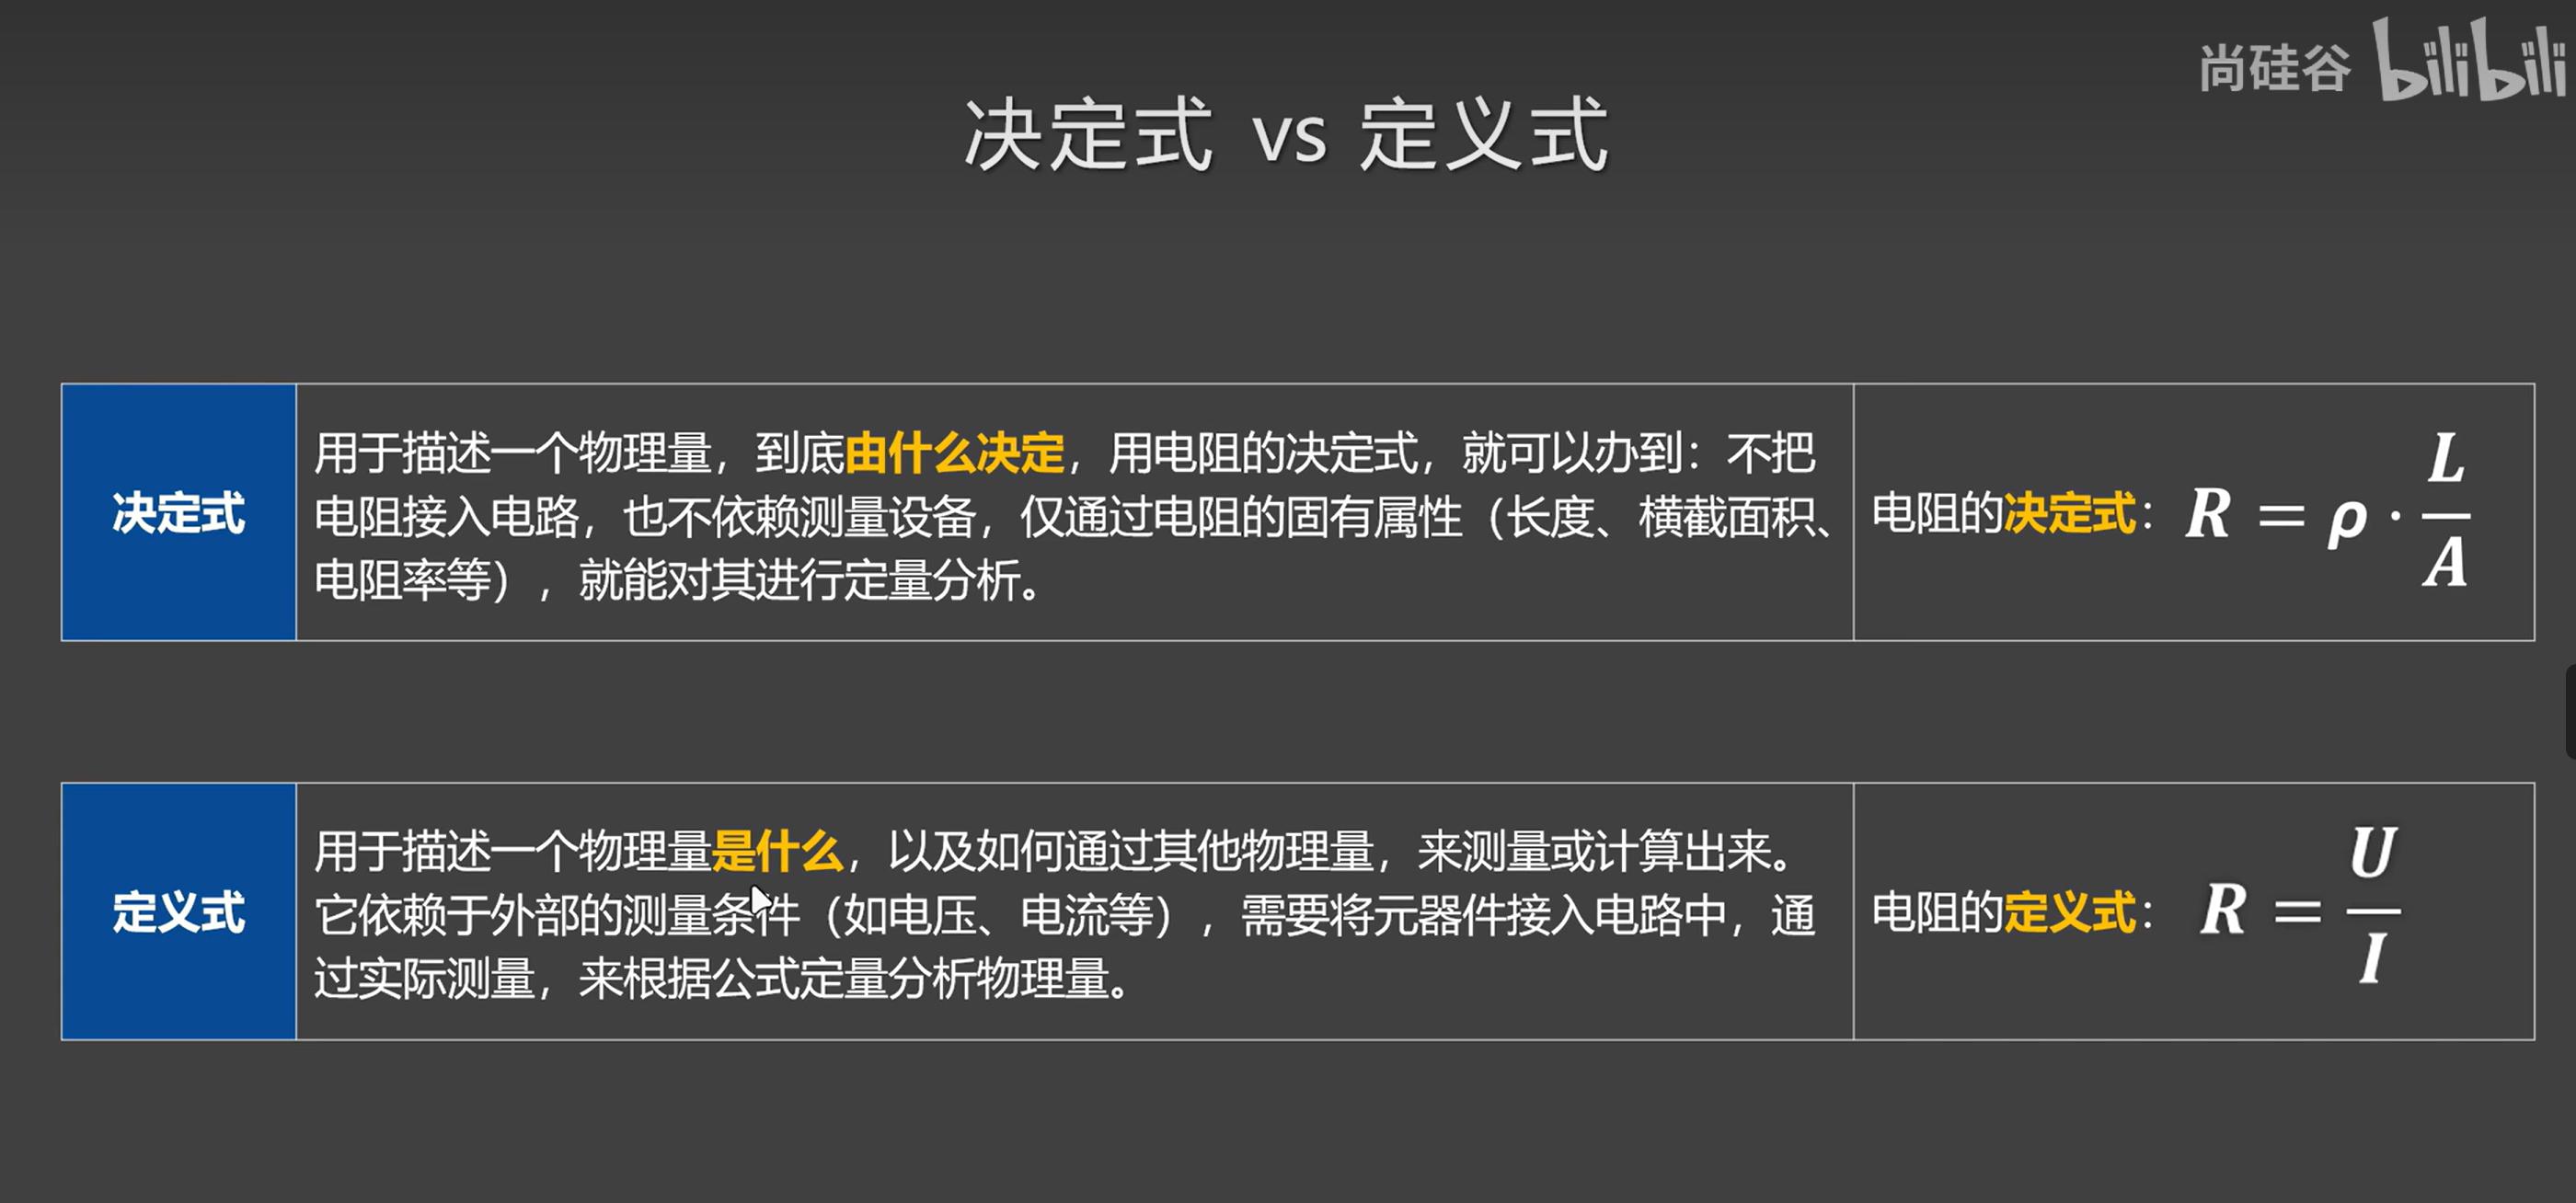 尚硅谷 bilibili
决定式 vs 定义式
决定式
用于描述一个物理量，到底由什么决定，用电阻的决定式，就可以办到：不把
电阻接入电路，也不依赖测量设备，仅通过电阻的固有属性（长度、横截面积、
电阻率等），就能对其进行定量分析。
电阻的决定式：R = ρ · L/A
定义式
用于描述一个物理量是什么，以及如何通过其他物理量，来测量或计算出来。
它依赖于外部的测量条件（如电压、电流等），需要将元器件接入电路中，通
过实际测量，来根据公式定量分析物理量。
电阻的定义式：R = U/I